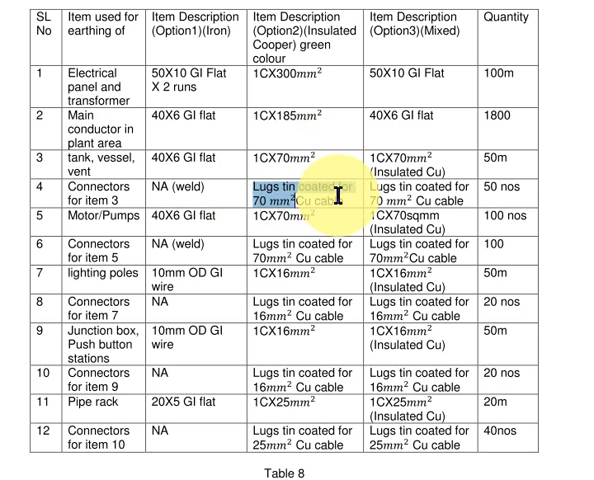 SL No | Item used for earthing of | Item Description (Option1)(Iron) | Item Description (Option2)(Insulated Cooper) green colour | Item Description (Option3)(Mixed) | Quantity
1 | Electrical panel and transformer | 50X10 GI Flat X 2 runs | 1CX300mm² | 50X10 GI Flat | 100m
2 | Main conductor in plant area | 40X6 GI flat | 1CX185mm² | 40X6 GI flat | 1800
3 | tank, vessel, vent | 40X6 GI flat | 1CX70mm² | 1CX70mm² (Insulated Cu) | 50m
4 | Connectors for item 3 | NA (weld) | Lugs tin coated for 70 mm² Cu cable | Lugs tin coated for 70 mm² Cu cable | 50 nos
5 | Motor/Pumps | 40X6 GI flat | 1CX70mm² | 1CX70sqmm (Insulated Cu) | 100 nos
6 | Connectors for item 5 | NA (weld) | Lugs tin coated for 70mm² Cu cable | Lugs tin coated for 70mm²Cu cable | 100
7 | lighting poles | 10mm OD GI wire | 1CX16mm² | 1CX16mm² (Insulated Cu) | 50m
8 | Connectors for item 7 | NA | Lugs tin coated for 16mm² Cu cable | Lugs tin coated for 16mm² Cu cable | 20 nos
9 | Junction box, Push button stations | 10mm OD GI wire | 1CX16mm² | 1CX16mm² (Insulated Cu) | 50m
10 | Connectors for item 9 | NA | Lugs tin coated for 16mm² Cu cable | Lugs tin coated for 16mm² Cu cable | 20 nos
11 | Pipe rack | 20X5 GI flat | 1CX25mm² | 1CX25mm² (Insulated Cu) | 20m
12 | Connectors for item 10 | NA | Lugs tin coated for 25mm² Cu cable | Lugs tin coated for 25mm² Cu cable | 40nos
Table 8